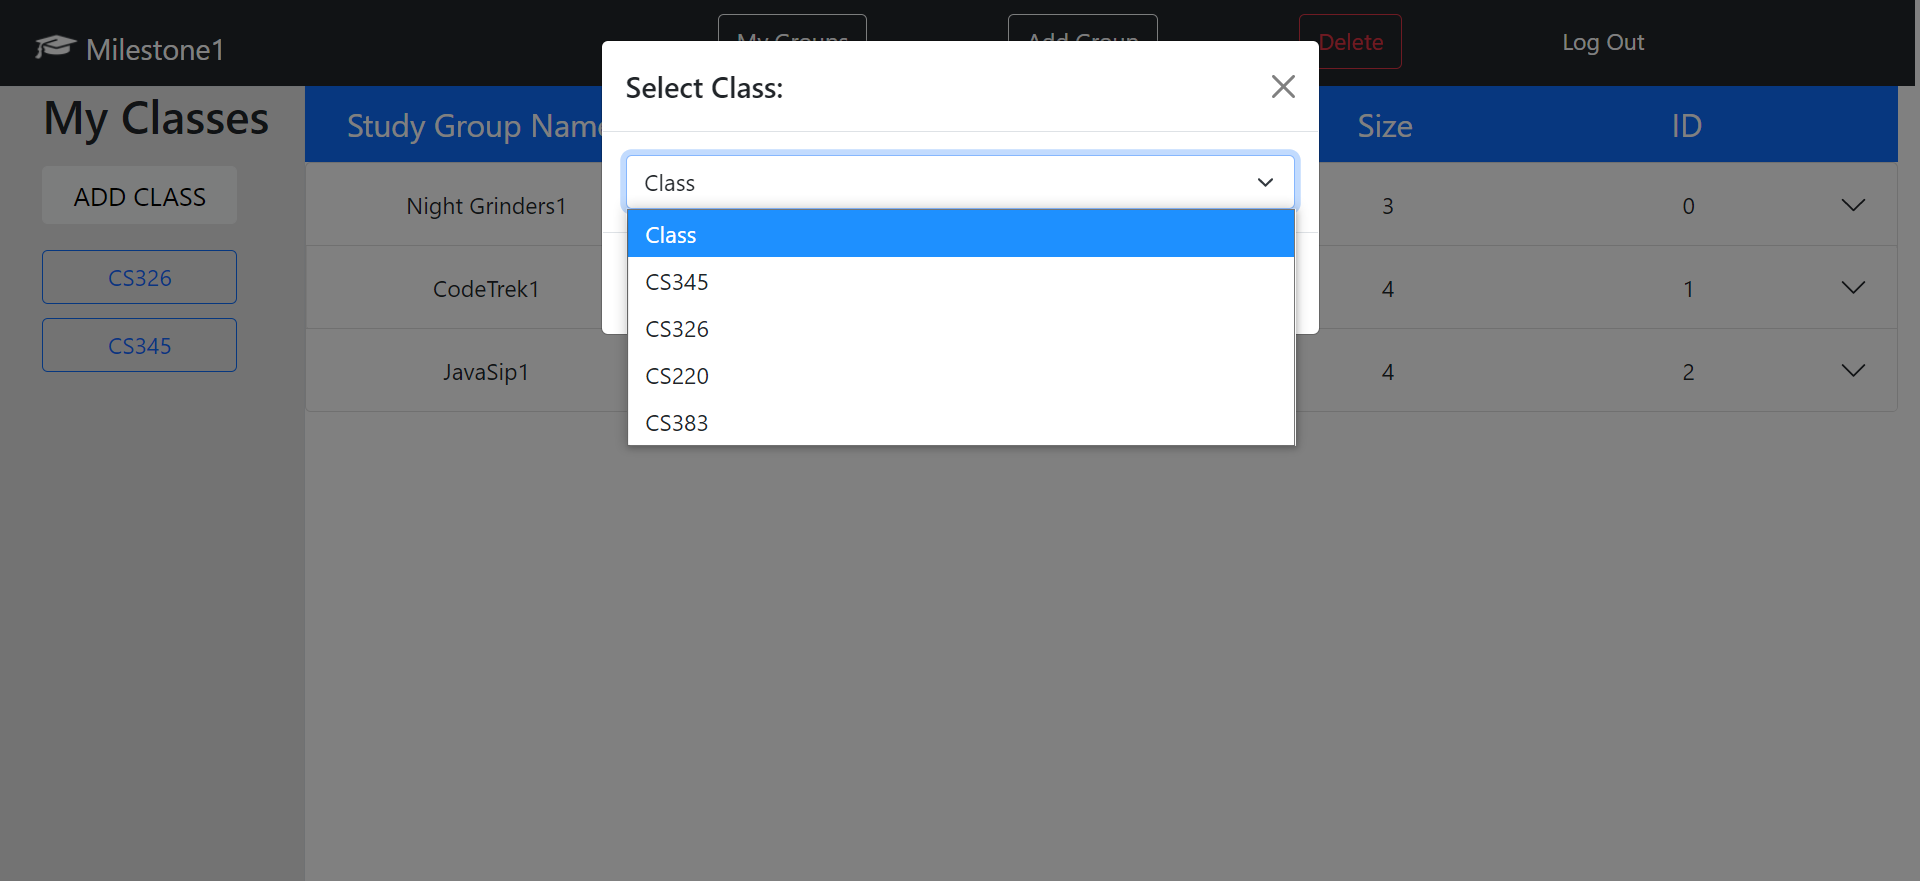 Milestone1
My Groups
Add Group
Delete
Log Out
My Classes
ADD CLASS
CS326
CS345
Study Group Name
Size
ID
Night Grinders1
3
0
CodeTrek1
4
1
JavaSip1
4
2
Select Class:
Class
Class
CS345
CS326
CS220
CS383